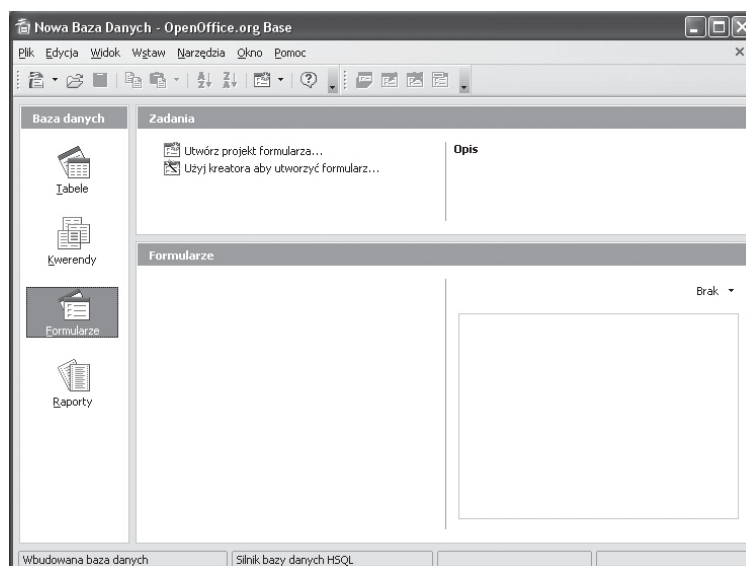 Nowa Baza Danych - OpenOffice.org Base
Plik Edycja Widok Wstaw Narzędzia Okno Pomoc
Baza danych
Zadania
Utwórz projekt formularza...
Użyj kreatora aby utworzyć formularz...
Opis
Tabele
Kwerendy
Formularze
Raporty
Formularze
Brak
Wbudowana baza danych
Silnik bazy danych HSQL